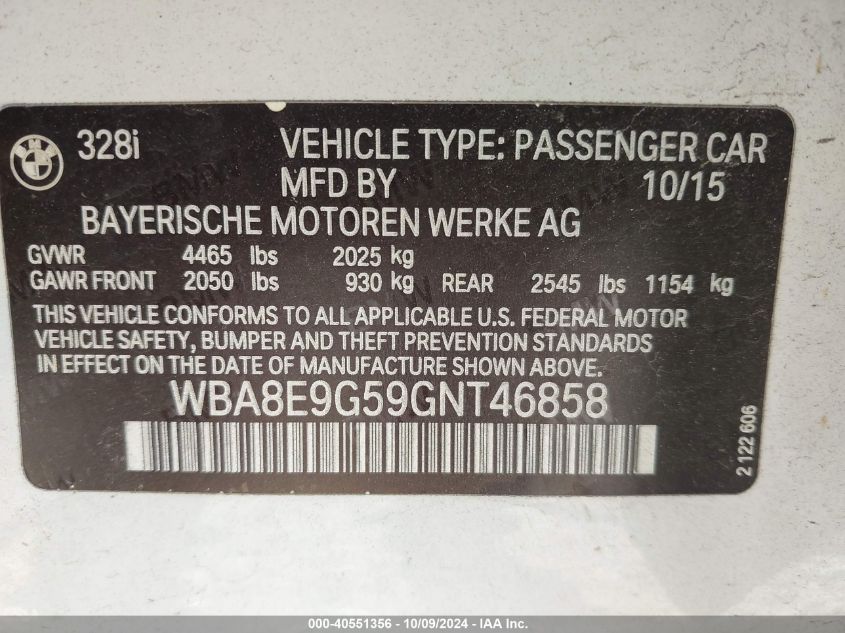 BMW
328i VEHICLE TYPE: PASSENGER CAR
MFD BY 10/15
BAYERISCHE MOTOREN WERKE AG
GVWR 4465 lbs 2025 kg
GAWR FRONT 2050 lbs 930 kg REAR 2545 lbs 1154 kg
THIS VEHICLE CONFORMS TO ALL APPLICABLE U.S. FEDERAL MOTOR
VEHICLE SAFETY, BUMPER AND THEFT PREVENTION STANDARDS
IN EFFECT ON THE DATE OF MANUFACTURE SHOWN ABOVE.
WBA8E9G59GNT46858
2 122 606
000-40551356 - 10/09/2024 - IAA Inc.